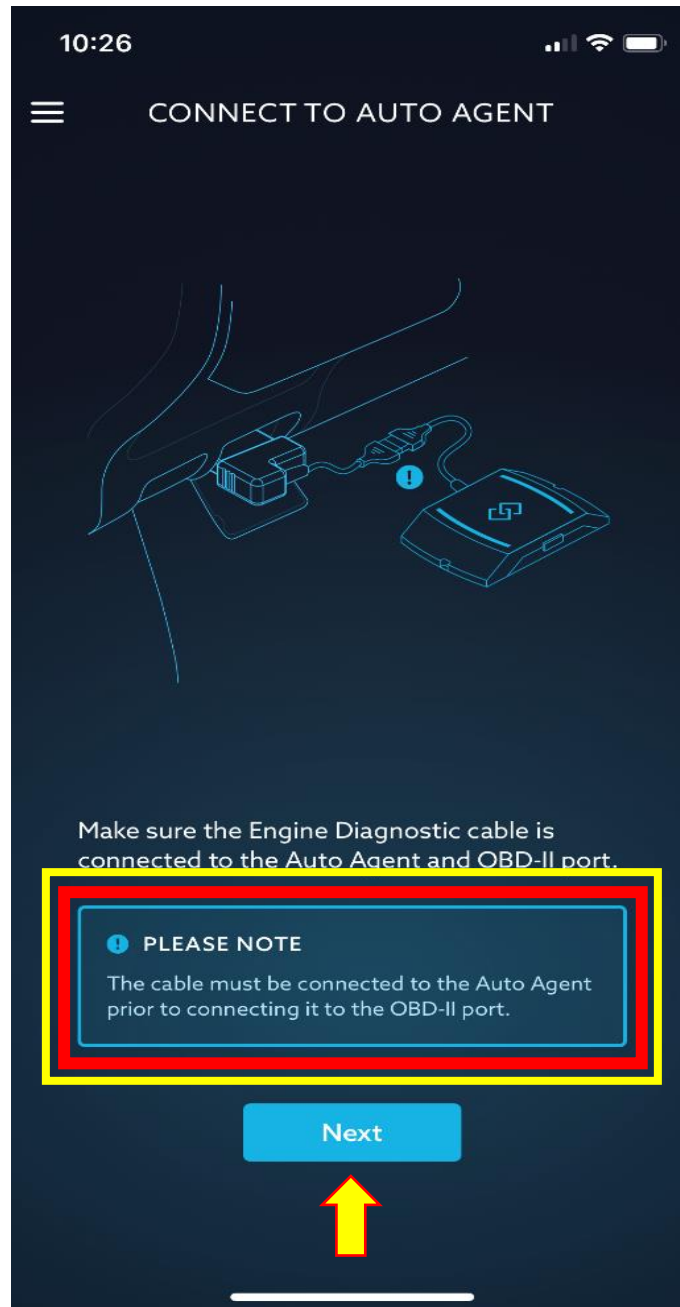 10:26
CONNECT TO AUTO AGENT
!
Make sure the Engine Diagnostic cable is
connected to the Auto Agent and OBD-II port.
! PLEASE NOTE
The cable must be connected to the Auto Agent
prior to connecting it to the OBD-II port.
Next